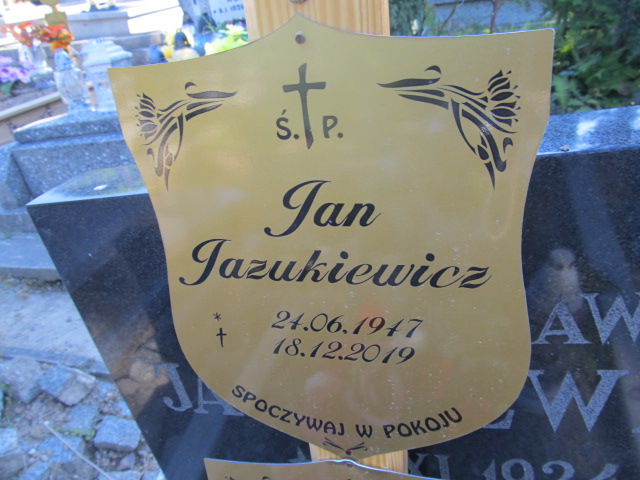 Ś. P.
Jan
Jazukiewicz
* 24.06.1947
† 18.12.2019
SPOCZYWAJ W POKOJU